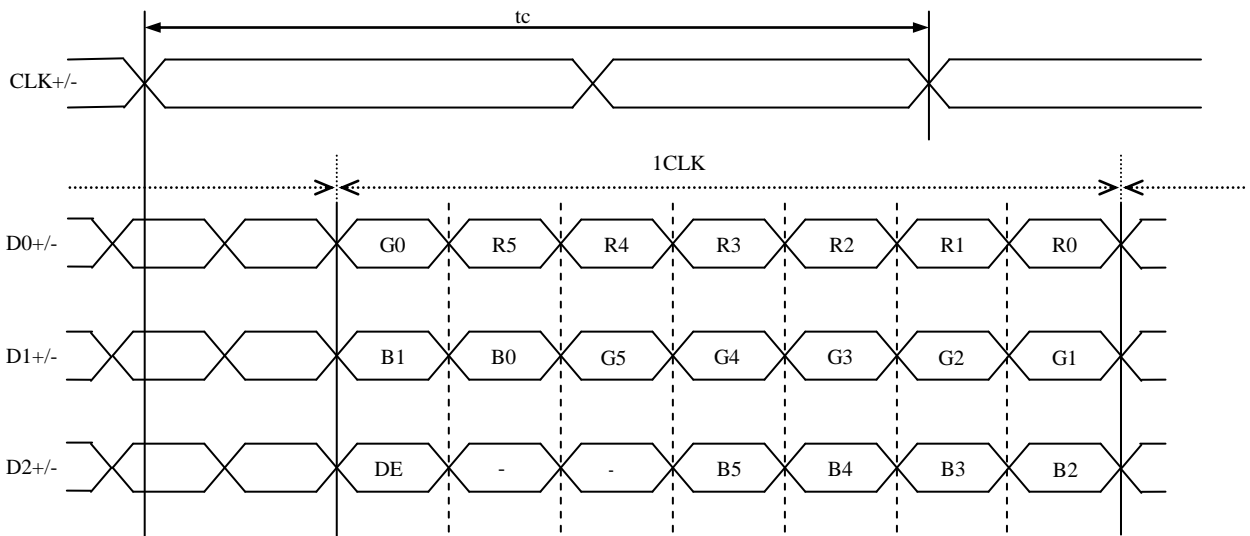 tc
CLK+/-
1CLK
D0+/- G0 R5 R4 R3 R2 R1 R0
D1+/- B1 B0 G5 G4 G3 G2 G1
D2+/- DE - - B5 B4 B3 B2